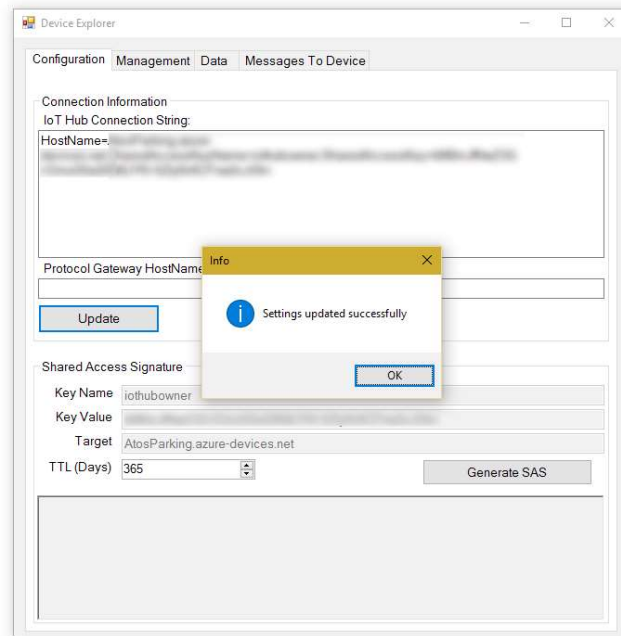 Device Explorer
Configuration Management Data Messages To Device
Connection Information
IoT Hub Connection String:
HostName=
Protocol Gateway HostName
Info
Settings updated successfully
OK
Update
Shared Access Signature
Key Name iothubowner
Key Value
Target AtosParking.azure-devices.net
TTL (Days) 365
Generate SAS